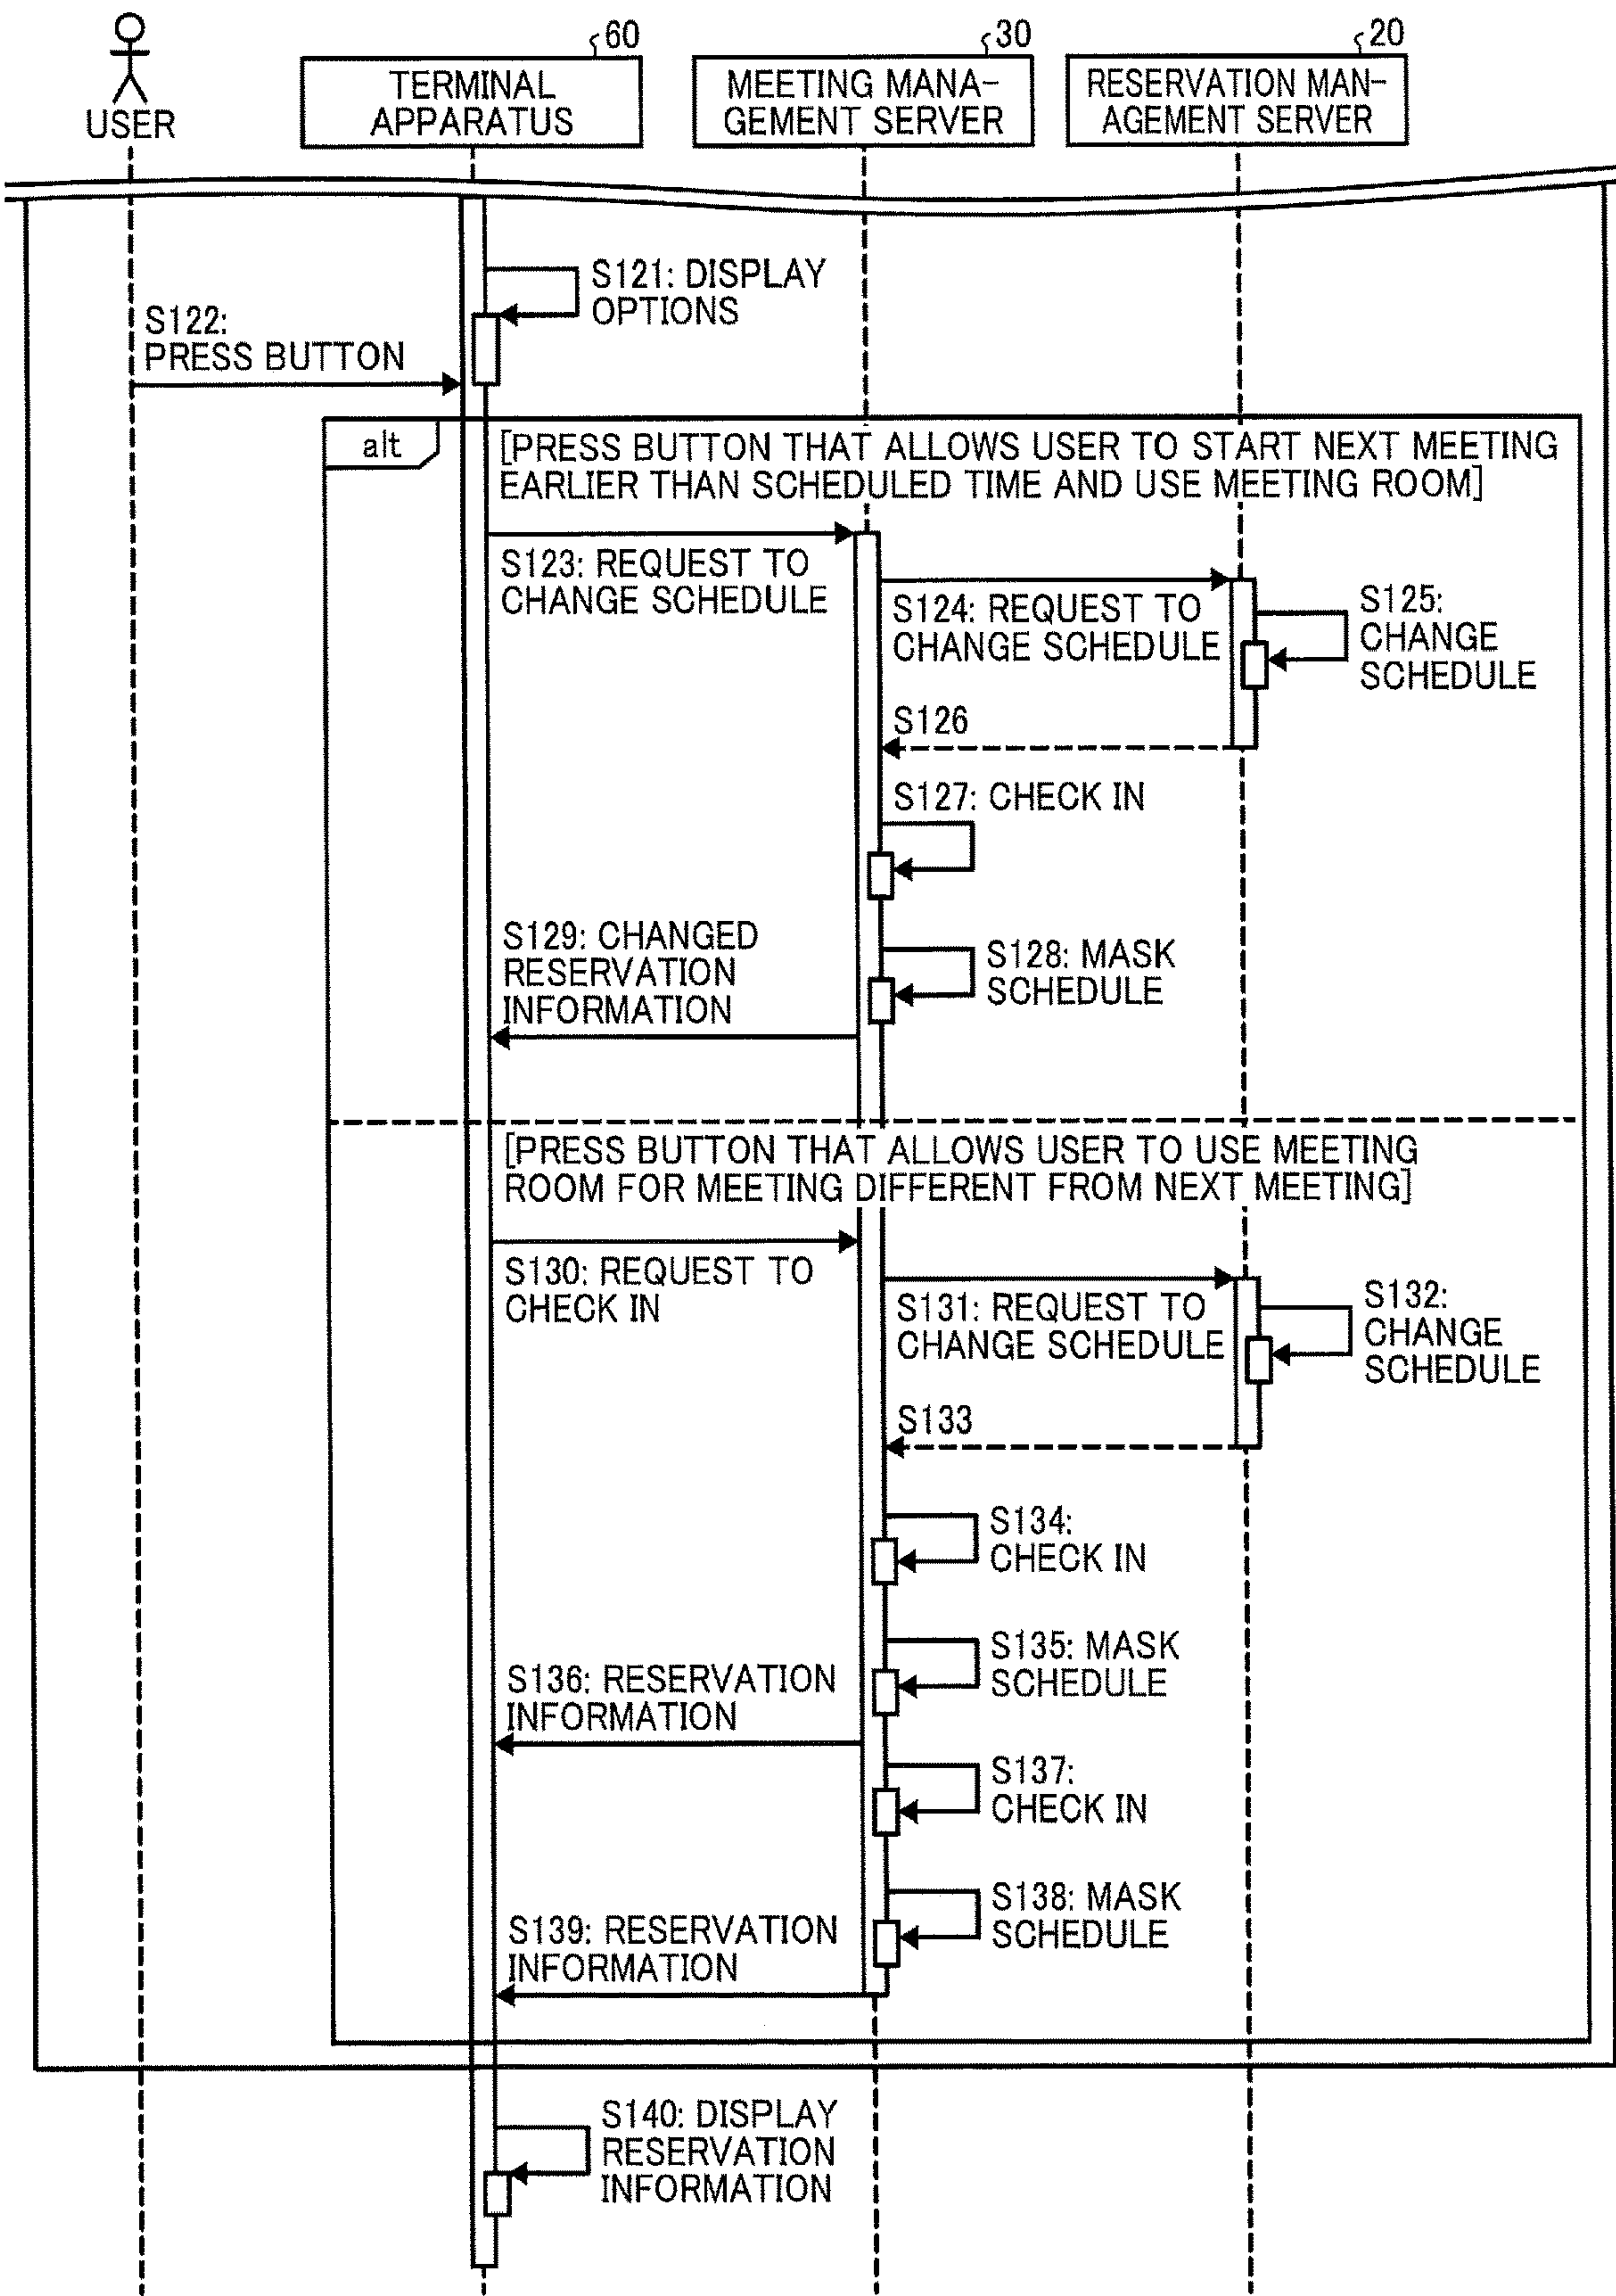 60
30
20
USER
TERMINAL
APPARATUS
MEETING MANA-
GEMENT SERVER
RESERVATION MAN-
AGEMENT SERVER
S121: DISPLAY
OPTIONS
S122:
PRESS BUTTON
alt
[PRESS BUTTON THAT ALLOWS USER TO START NEXT MEETING
EARLIER THAN SCHEDULED TIME AND USE MEETING ROOM]
S123: REQUEST TO
CHANGE SCHEDULE
S124: REQUEST TO
CHANGE SCHEDULE
S125:
CHANGE
SCHEDULE
S126
S127: CHECK IN
S128: MASK
SCHEDULE
S129: CHANGED
RESERVATION
INFORMATION
[PRESS BUTTON THAT ALLOWS USER TO USE MEETING
ROOM FOR MEETING DIFFERENT FROM NEXT MEETING]
S130: REQUEST TO
CHECK IN
S131: REQUEST TO
CHANGE SCHEDULE
S132:
CHANGE
SCHEDULE
S133
S134:
CHECK IN
S135: MASK
SCHEDULE
S136: RESERVATION
INFORMATION
S137:
CHECK IN
S138: MASK
SCHEDULE
S139: RESERVATION
INFORMATION
S140: DISPLAY
RESERVATION
INFORMATION